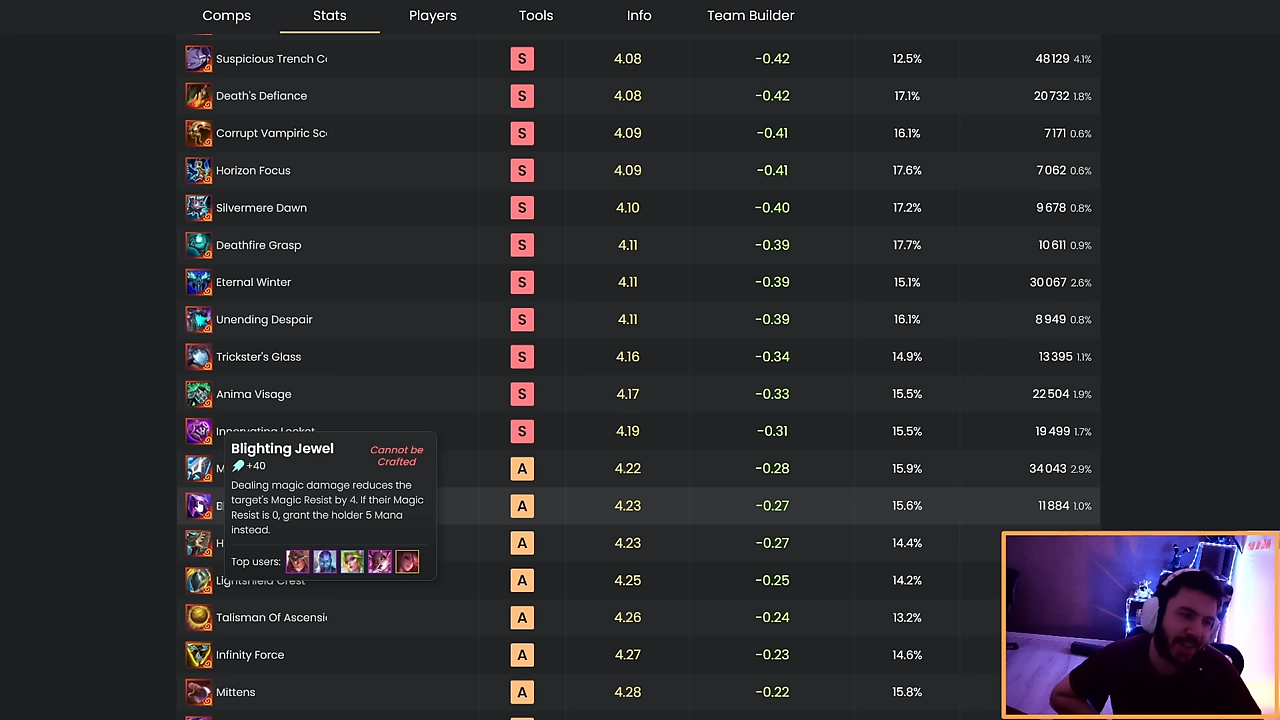 Comps Stats Players Tools Info Team Builder
Suspicious Trench Co S 4.08 -0.42 12.5% 48129 4.1%
Death's Defiance S 4.08 -0.42 17.1% 20732 1.8%
Corrupt Vampiric Sc S 4.09 -0.41 16.1% 7171 0.6%
Horizon Focus S 4.09 -0.41 17.6% 7062 0.6%
Silvermere Dawn S 4.10 -0.40 17.2% 9678 0.8%
Deathfire Grasp S 4.11 -0.39 17.7% 10611 0.9%
Eternal Winter S 4.11 -0.39 15.1% 30067 2.6%
Unending Despair S 4.11 -0.39 16.1% 8949 0.8%
Trickster's Glass S 4.16 -0.34 14.9% 13395 1.1%
Anima Visage S 4.17 -0.33 15.5% 22504 1.9%
Innervating Locket S 4.19 -0.31 15.5% 19499 1.7%
M A 4.22 -0.28 15.9% 34043 2.9%
B A 4.23 -0.27 15.6% 11884 1.0%
H A 4.23 -0.27 14.4%
Lightshield Crest A 4.25 -0.25 14.2%
Talisman Of Ascensi A 4.26 -0.24
Infinity Force A 4.27 -0.23 14.6%
Mittens A 4.28 -0.22 15.8%
Blighting Jewel
Cannot be
Crafted
+40
Dealing magic damage reduces the
target's Magic Resist by 4. If their Magic
Resist is 0, grant the holder 5 Mana
instead.
Top users: